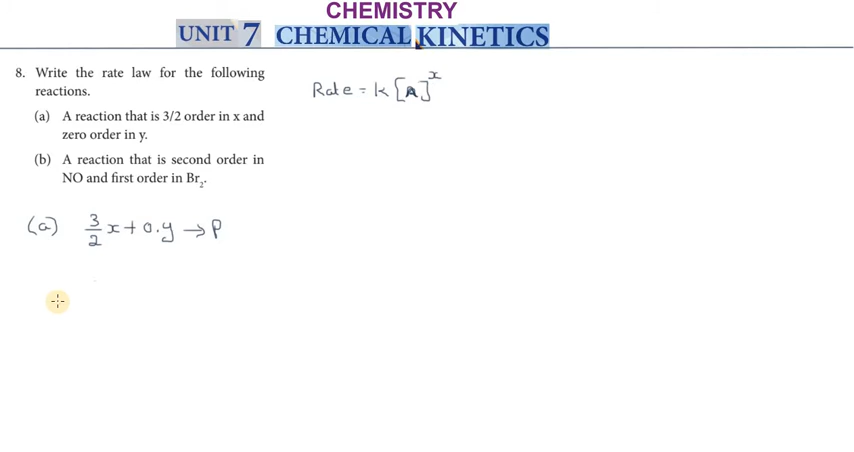 CHEMISTRY
UNIT 7 CHEMICAL KINETICS
8. Write the rate law for the following
reactions.
(a) A reaction that is 3/2 order in x and
zero order in y.
(b) A reaction that is second order in
NO and first order in Br₂.
Rate = k[A]ˣ
(a) 3/2 x + 0.y → P